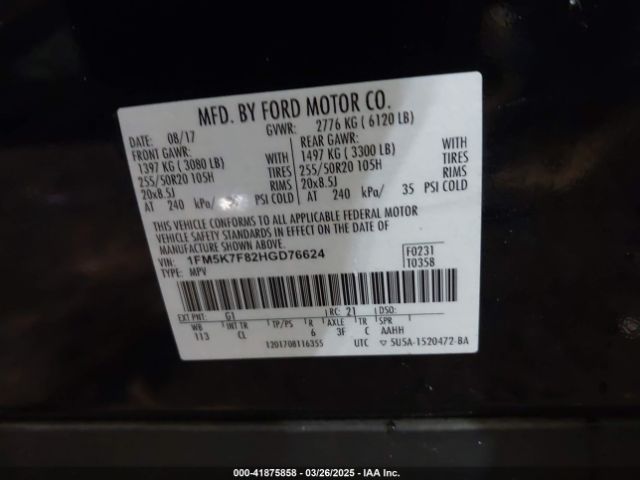 MFD. BY FORD MOTOR CO.
DATE: 08/17 GVWR: 2776 KG ( 6120 LB)
FRONT GAWR: REAR GAWR:
1397 KG ( 3080 LB) WITH 1497 KG ( 3300 LB) WITH
255/50R20 105H TIRES 255/50R20 105H TIRES
20x8.5J RIMS 20x8.5J RIMS
AT 240 kPa/ PSI COLD AT 240 kPa/ 35 PSI COLD
THIS VEHICLE CONFORMS TO ALL APPLICABLE FEDERAL MOTOR
VEHICLE SAFETY STANDARDS IN EFFECT ON THE DATE OF
MANUFACTURE SHOWN ABOVE.
VIN: 1FM5K7F82HGD76624 F0231
TYPE: MPV T0358
EXT PNT: G1 RC: 21 DSO:
WB INT TR TP/PS R AXLE TR SPR
113 CL 6 3F C AAHH
1201708116355 UTC ▽ 5U5A-1520472-BA
00-41875858 - 03/26/2025 - IAA Inc.